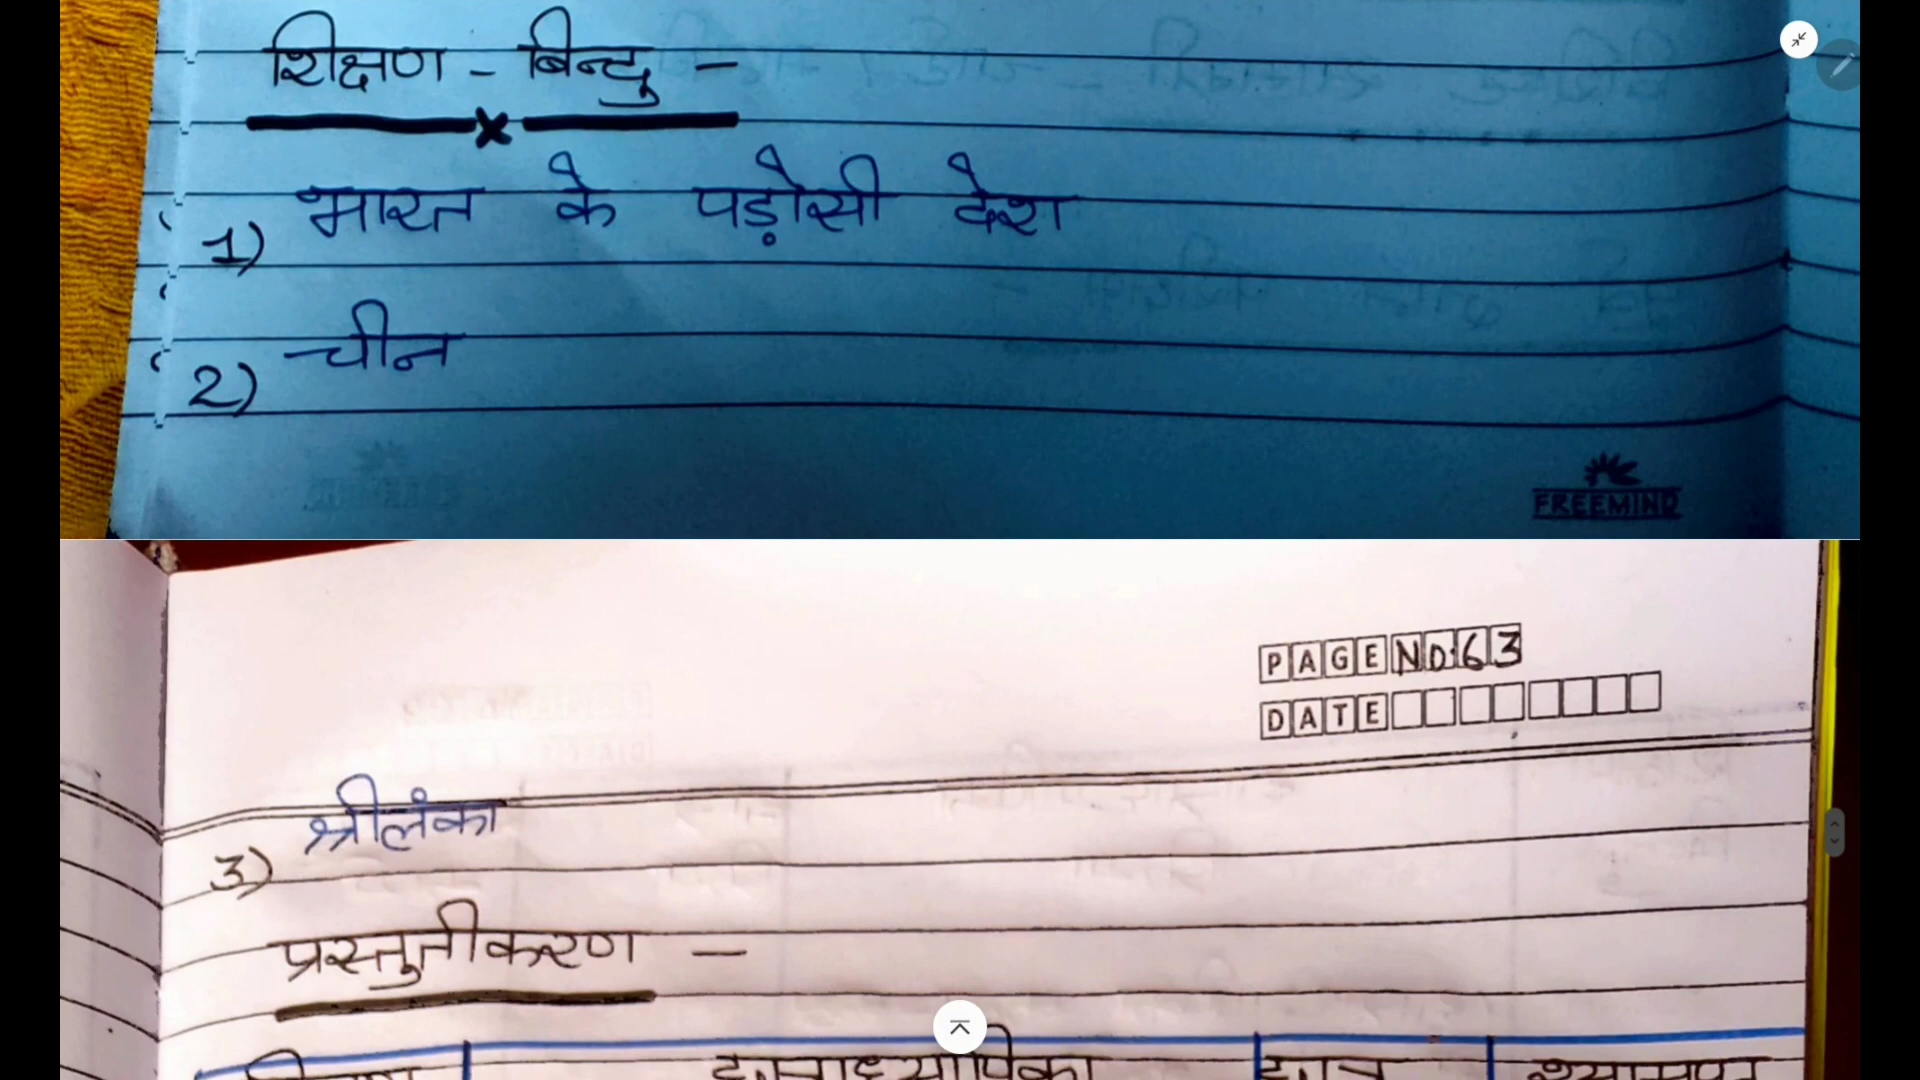 शिक्षण - बिन्दु -
1) भारत के पड़ोसी देश
2) चीन
FREEMIND
PAGE NO. 63
DATE
3) श्रीलंका
प्रस्तुतीकरण -
छात्राध्यापिका